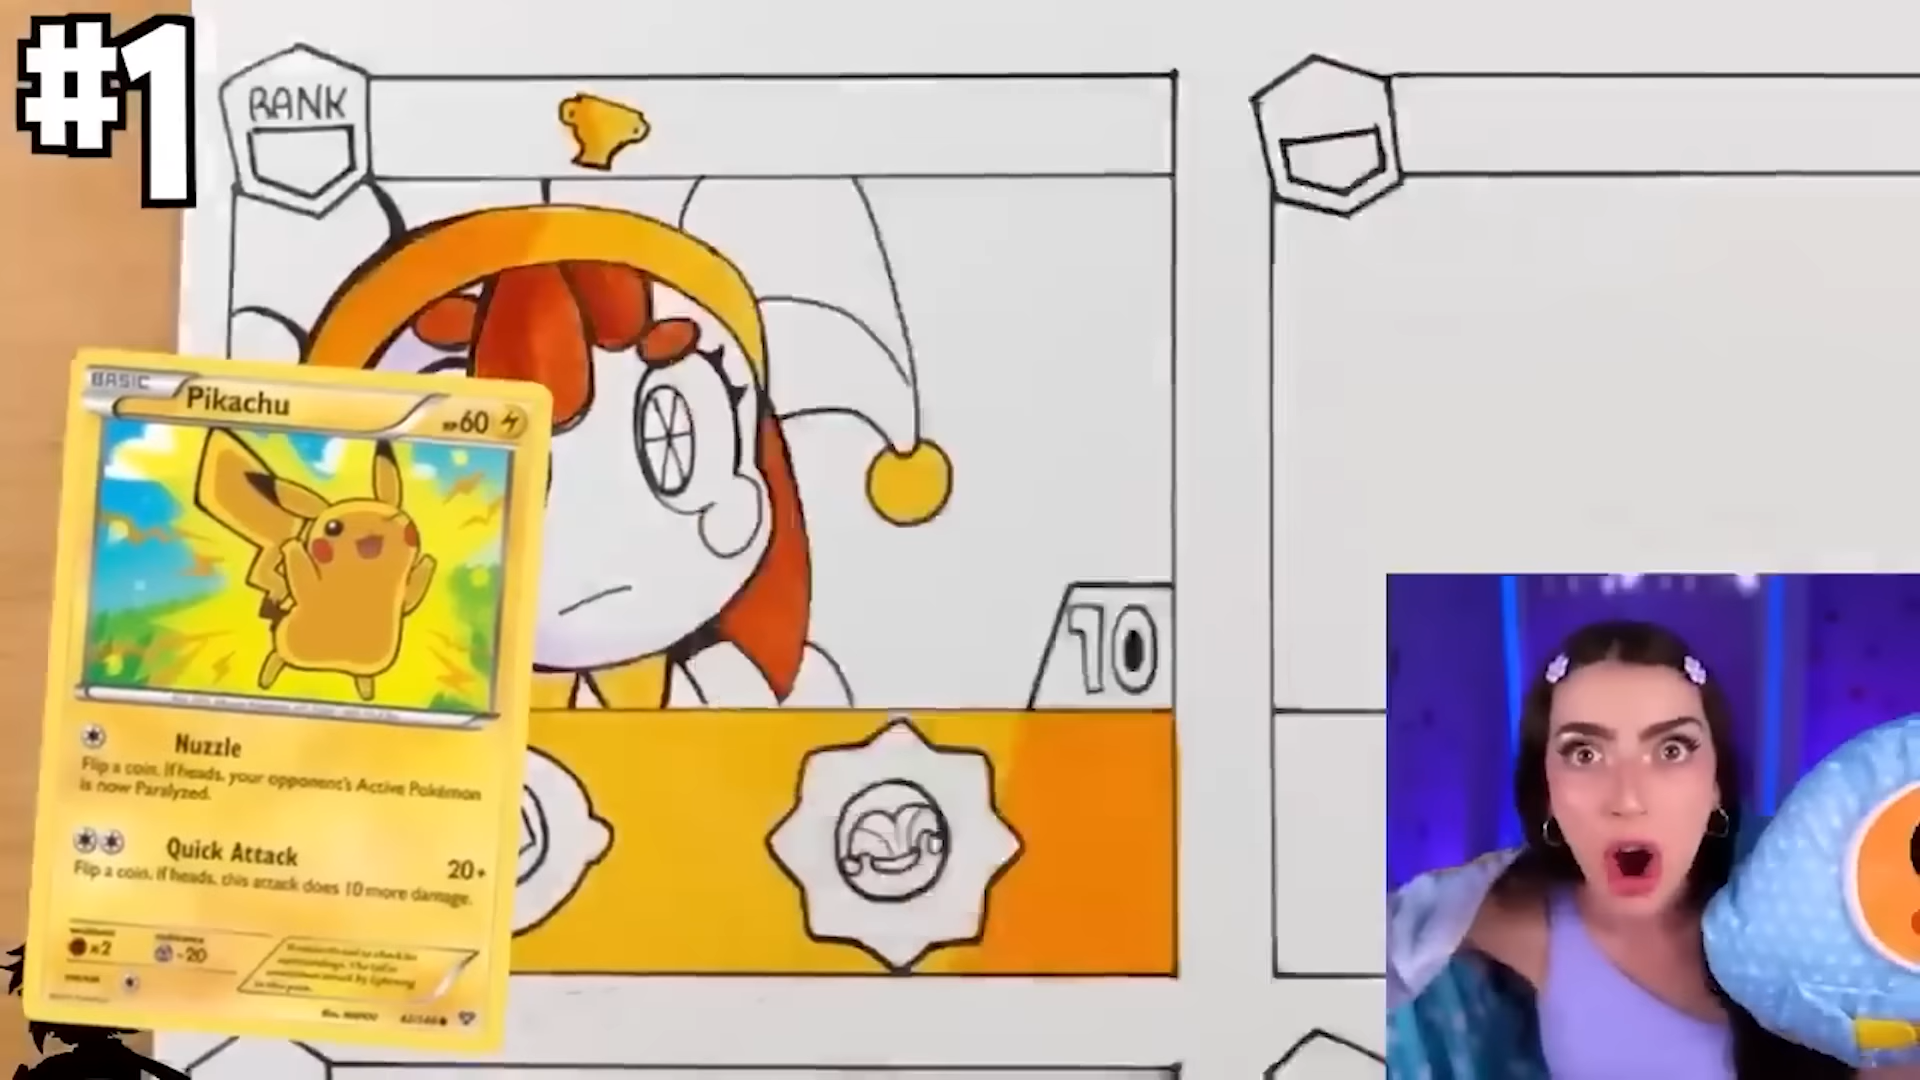 #1
RANK
10
BASIC
Pikachu
HP60
Nuzzle
Flip a coin. If heads, your opponent's Active Pokémon
is now Paralyzed.
Quick Attack
20+
Flip a coin. If heads, this attack does 10 more damage.
×2
-20